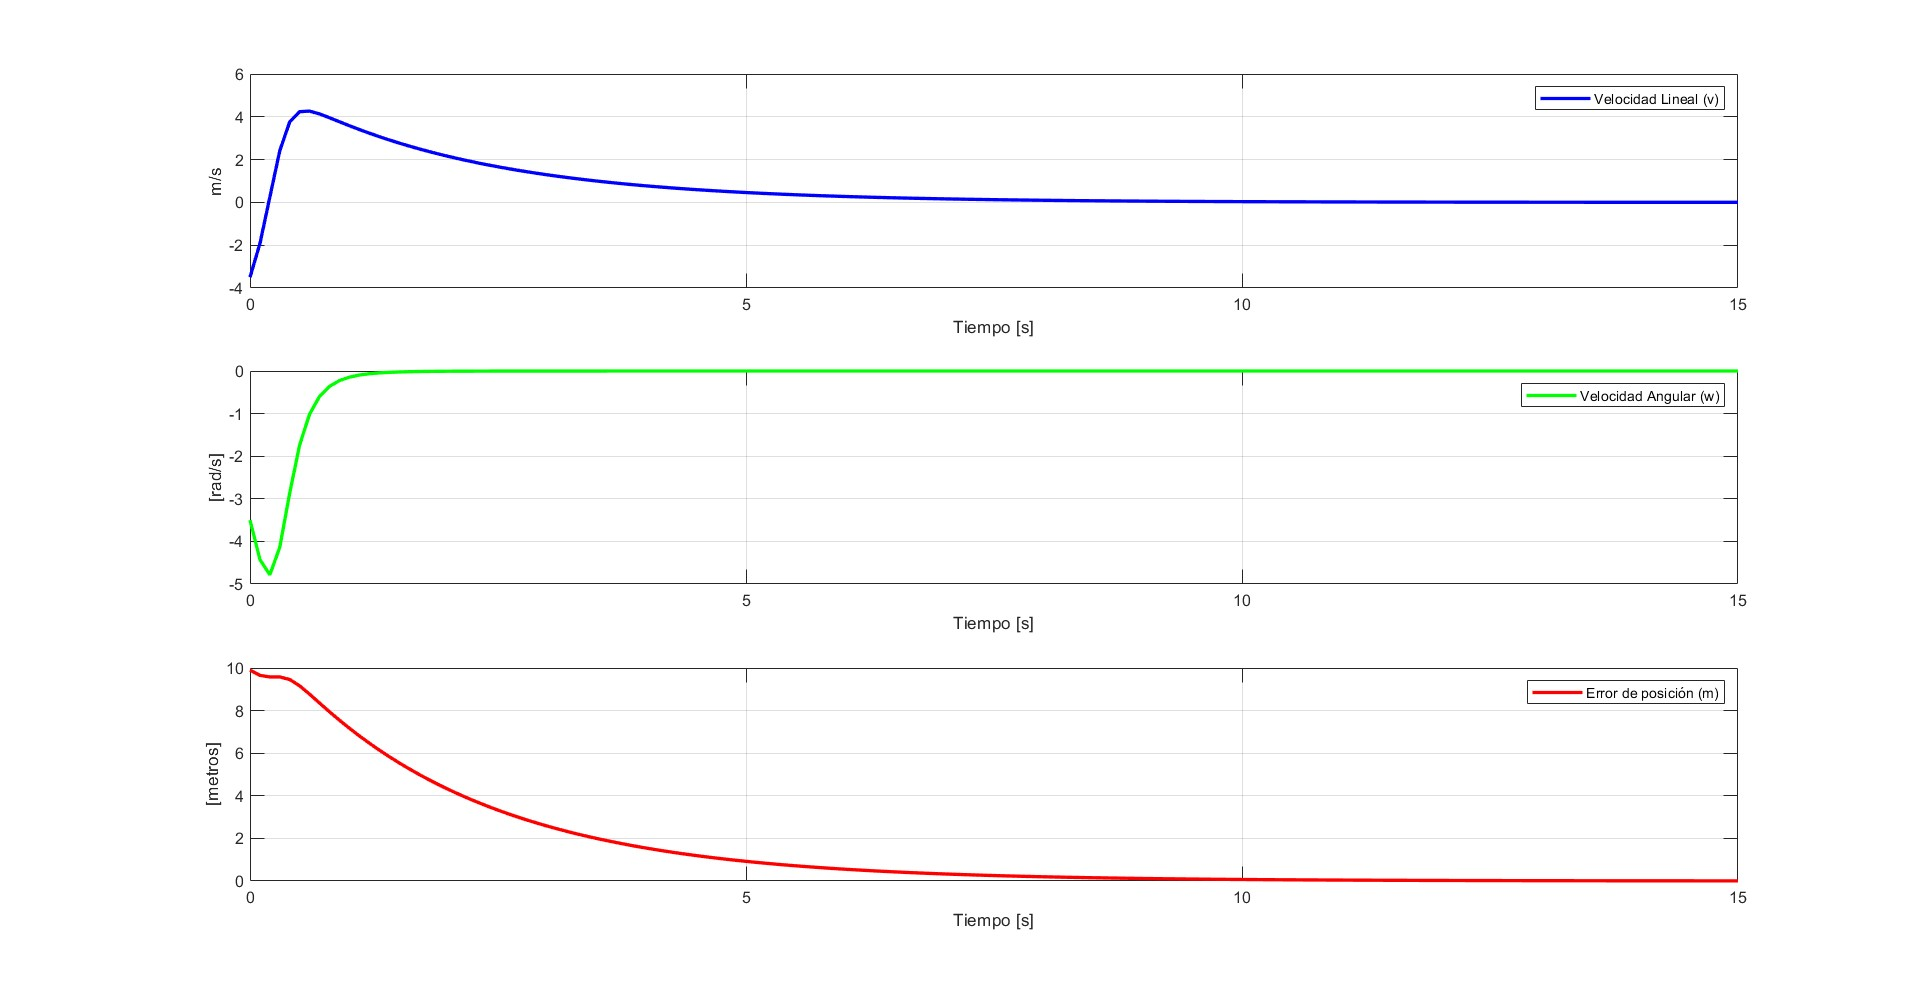 6
4
2
0
-2
-4
m/s
Velocidad Lineal (v)
0 5 10 15
Tiempo [s]
0
-1
-2
-3
-4
-5
[rad/s]
Velocidad Angular (w)
0 5 10 15
Tiempo [s]
10
8
6
4
2
0
[metros]
Error de posición (m)
0 5 10 15
Tiempo [s]